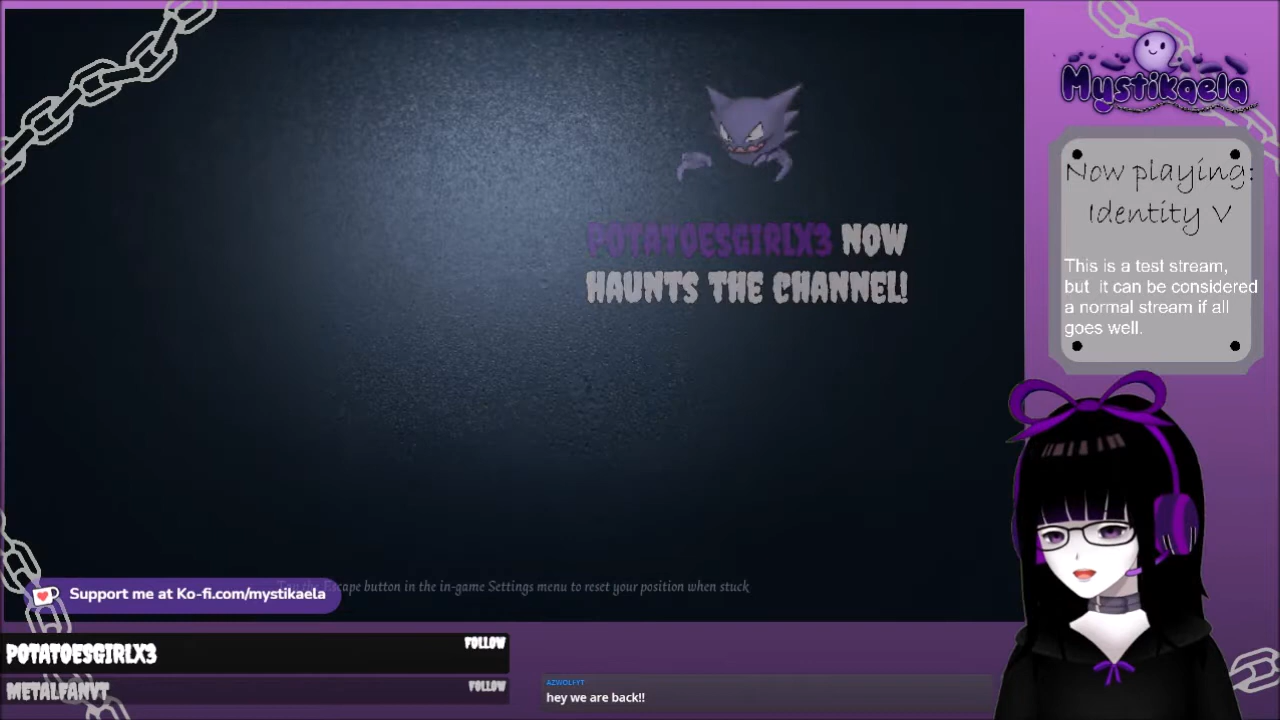 POTATOESGIRLX3 NOW
HAUNTS THE CHANNEL!
Mystikaela
Now playing:
Identity V
This is a test stream,
but it can be considered
a normal stream if all
goes well.
the Escape button in the in-game Settings menu to reset your position when stuck
Support me at Ko-fi.com/mystikaela
POTATOESGIRLX3 FOLLOW
METALFANVT FOLLOW
AZWOLFYT
hey we are back!!